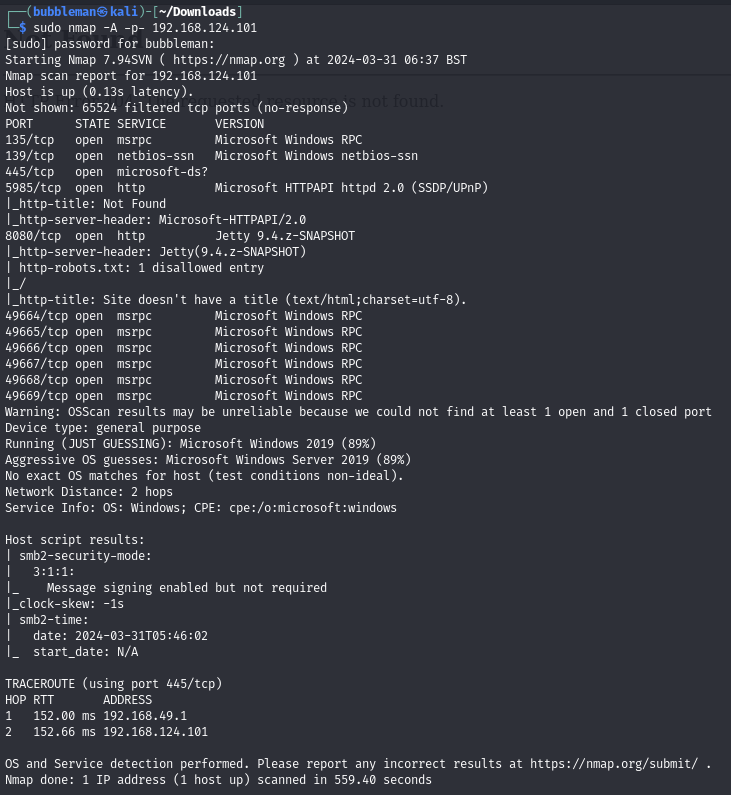 ┌──(bubbleman㉿kali)-[~/Downloads]
└─$ sudo nmap -A -p- 192.168.124.101
[sudo] password for bubbleman:
Starting Nmap 7.94SVN ( https://nmap.org ) at 2024-03-31 06:37 BST
Nmap scan report for 192.168.124.101
Host is up (0.13s latency).
Not shown: 65524 filtered tcp ports (no-response)
PORT      STATE SERVICE       VERSION
135/tcp   open  msrpc         Microsoft Windows RPC
139/tcp   open  netbios-ssn   Microsoft Windows netbios-ssn
445/tcp   open  microsoft-ds?
5985/tcp  open  http          Microsoft HTTPAPI httpd 2.0 (SSDP/UPnP)
|_http-title: Not Found
|_http-server-header: Microsoft-HTTPAPI/2.0
8080/tcp  open  http          Jetty 9.4.z-SNAPSHOT
|_http-server-header: Jetty(9.4.z-SNAPSHOT)
| http-robots.txt: 1 disallowed entry
|_/
|_http-title: Site doesn't have a title (text/html;charset=utf-8).
49664/tcp open  msrpc         Microsoft Windows RPC
49665/tcp open  msrpc         Microsoft Windows RPC
49666/tcp open  msrpc         Microsoft Windows RPC
49667/tcp open  msrpc         Microsoft Windows RPC
49668/tcp open  msrpc         Microsoft Windows RPC
49669/tcp open  msrpc         Microsoft Windows RPC
Warning: OSScan results may be unreliable because we could not find at least 1 open and 1 closed port
Device type: general purpose
Running (JUST GUESSING): Microsoft Windows 2019 (89%)
Aggressive OS guesses: Microsoft Windows Server 2019 (89%)
No exact OS matches for host (test conditions non-ideal).
Network Distance: 2 hops
Service Info: OS: Windows; CPE: cpe:/o:microsoft:windows

Host script results:
| smb2-security-mode:
|   3:1:1:
|_    Message signing enabled but not required
|_clock-skew: -1s
| smb2-time:
|   date: 2024-03-31T05:46:02
|_  start_date: N/A

TRACEROUTE (using port 445/tcp)
HOP RTT       ADDRESS
1   152.00 ms 192.168.49.1
2   152.66 ms 192.168.124.101

OS and Service detection performed. Please report any incorrect results at https://nmap.org/submit/ .
Nmap done: 1 IP address (1 host up) scanned in 559.40 seconds